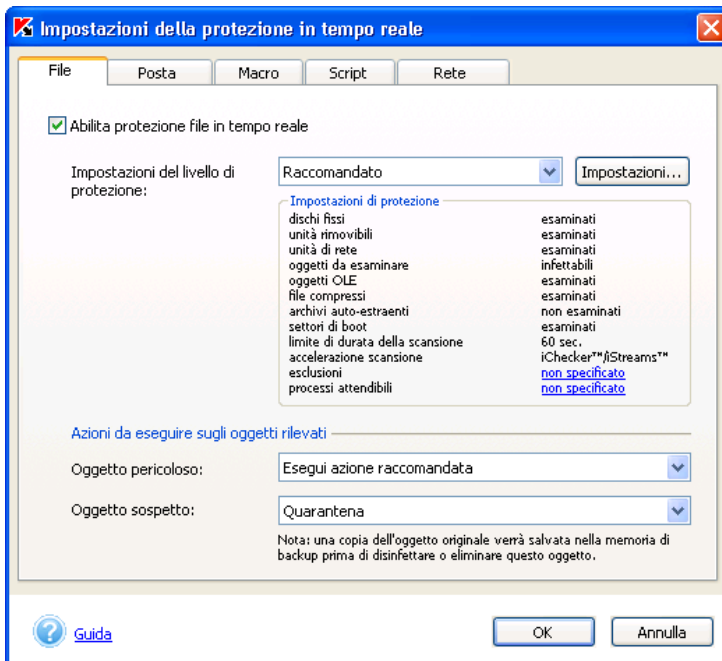 Impostazioni della protezione in tempo reale
File Posta Macro Script Rete
Abilita protezione file in tempo reale
Impostazioni del livello di protezione: Raccomandato Impostazioni...
Impostazioni di protezione
dischi fissi esaminati
unità rimovibili esaminati
unità di rete esaminati
oggetti da esaminare infettabili
oggetti OLE esaminati
file compressi esaminati
archivi auto-estraenti non esaminati
settori di boot esaminati
limite di durata della scansione 60 sec.
accelerazione scansione iChecker™/iStreams™
esclusioni non specificato
processi attendibili non specificato
Azioni da eseguire sugli oggetti rilevati
Oggetto pericoloso: Esegui azione raccomandata
Oggetto sospetto: Quarantena
Nota: una copia dell'oggetto originale verrà salvata nella memoria di
backup prima di disinfettare o eliminare questo oggetto.
Guida OK Annulla